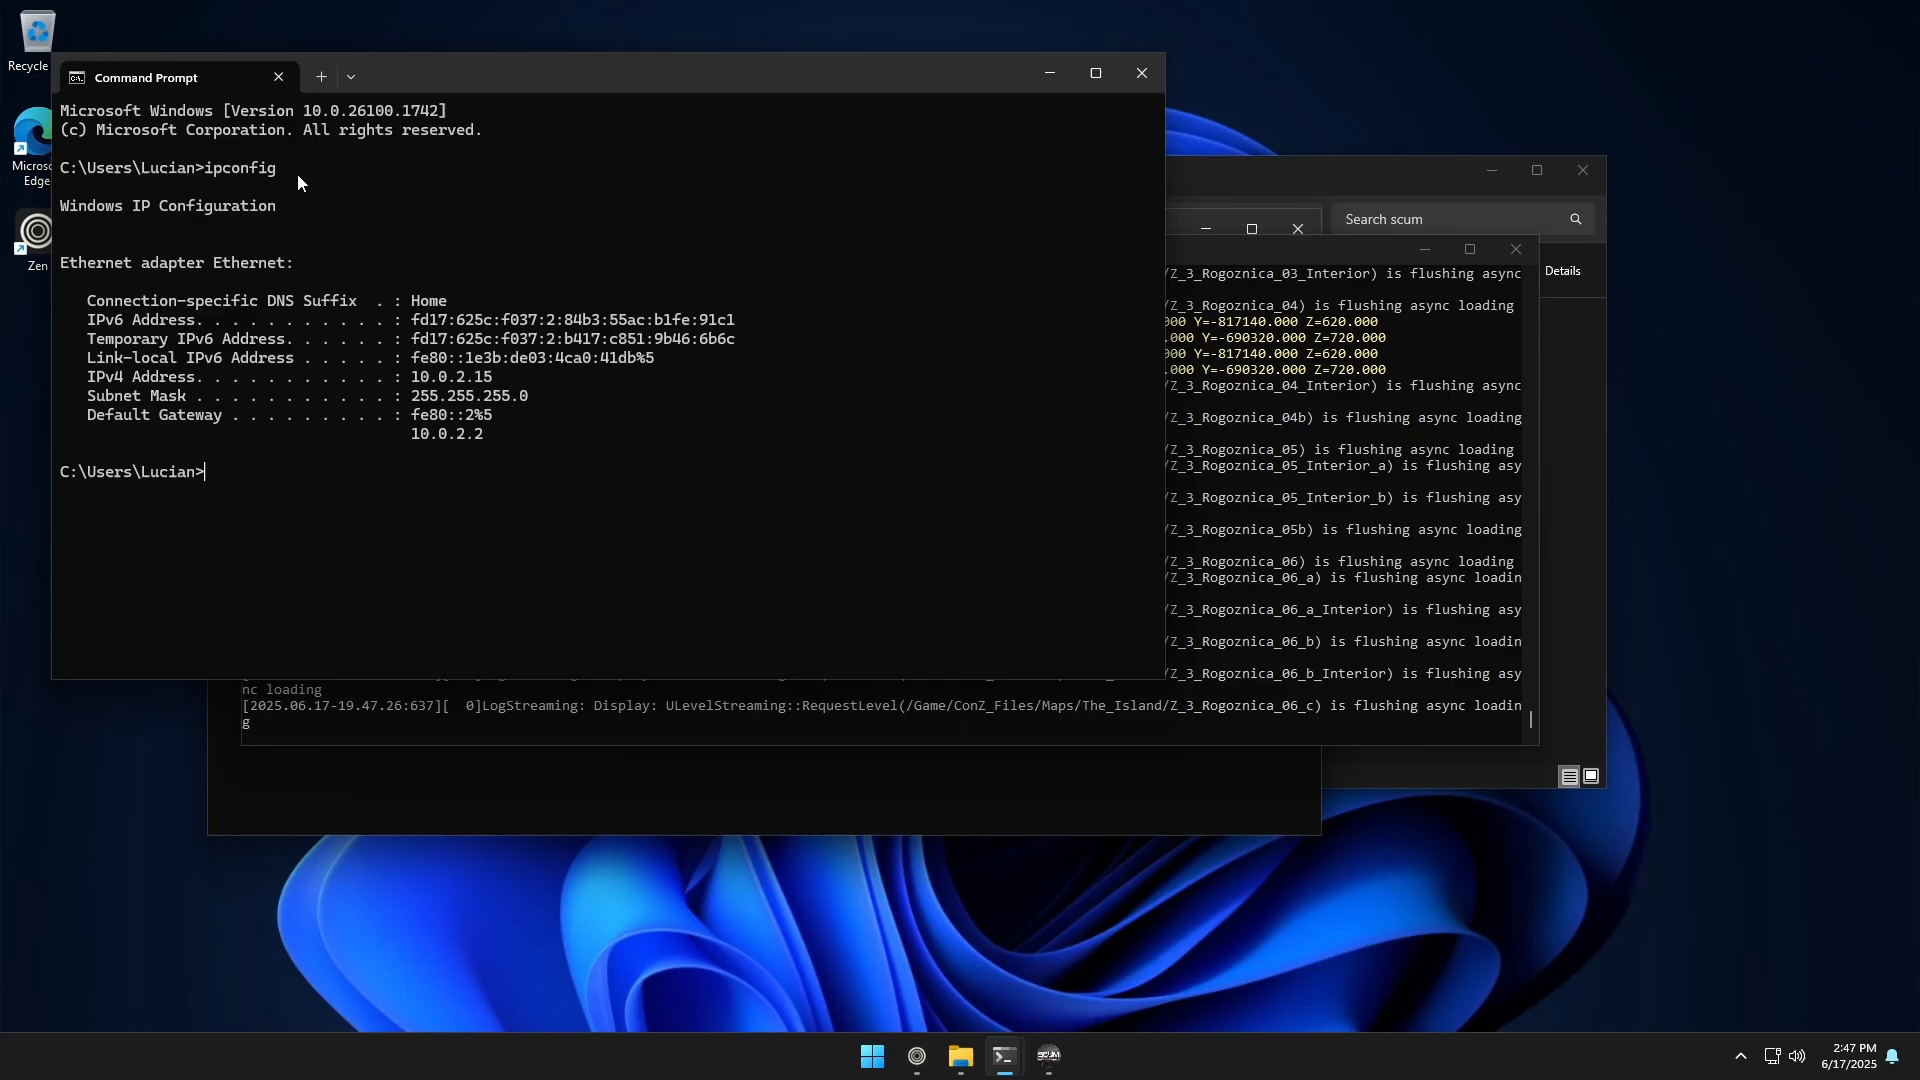 Recycle
Microso
Edge
Zen
Command Prompt
Microsoft Windows [Version 10.0.26100.1742]
(c) Microsoft Corporation. All rights reserved.
C:\Users\Lucian>ipconfig
Windows IP Configuration
Ethernet adapter Ethernet:
Connection-specific DNS Suffix  . : Home
IPv6 Address. . . . . . . . . . . : fd17:625c:f037:2:84b3:55ac:b1fe:91c1
Temporary IPv6 Address. . . . . . : fd17:625c:f037:2:b417:c851:9b46:6b6c
Link-local IPv6 Address . . . . . : fe80::1e3b:de03:4ca0:41db%5
IPv4 Address. . . . . . . . . . . : 10.0.2.15
Subnet Mask . . . . . . . . . . . : 255.255.255.0
Default Gateway . . . . . . . . . : fe80::2%5
10.0.2.2
C:\Users\Lucian>
Search scum
Details
/Z_3_Rogoznica_03_Interior) is flushing async
/Z_3_Rogoznica_04) is flushing async loading
000 Y=-817140.000 Z=620.000
.000 Y=-690320.000 Z=720.000
000 Y=-817140.000 Z=620.000
.000 Y=-690320.000 Z=720.000
/Z_3_Rogoznica_04_Interior) is flushing async
/Z_3_Rogoznica_04b) is flushing async loading
/Z_3_Rogoznica_05) is flushing async loading
/Z_3_Rogoznica_05_Interior_a) is flushing asy
/Z_3_Rogoznica_05_Interior_b) is flushing asy
/Z_3_Rogoznica_05b) is flushing async loading
/Z_3_Rogoznica_06) is flushing async loading
/Z_3_Rogoznica_06_a) is flushing async loadin
/Z_3_Rogoznica_06_a_Interior) is flushing asy
/Z_3_Rogoznica_06_b) is flushing async loadin
/Z_3_Rogoznica_06_b_Interior) is flushing asy
nc loading
[2025.06.17-19.47.26:637][  0]LogStreaming: Display: ULevelStreaming::RequestLevel(/Game/ConZ_Files/Maps/The_Island/Z_3_Rogoznica_06_c) is flushing async loadin
g
SCUM
2:47 PM
6/17/2025